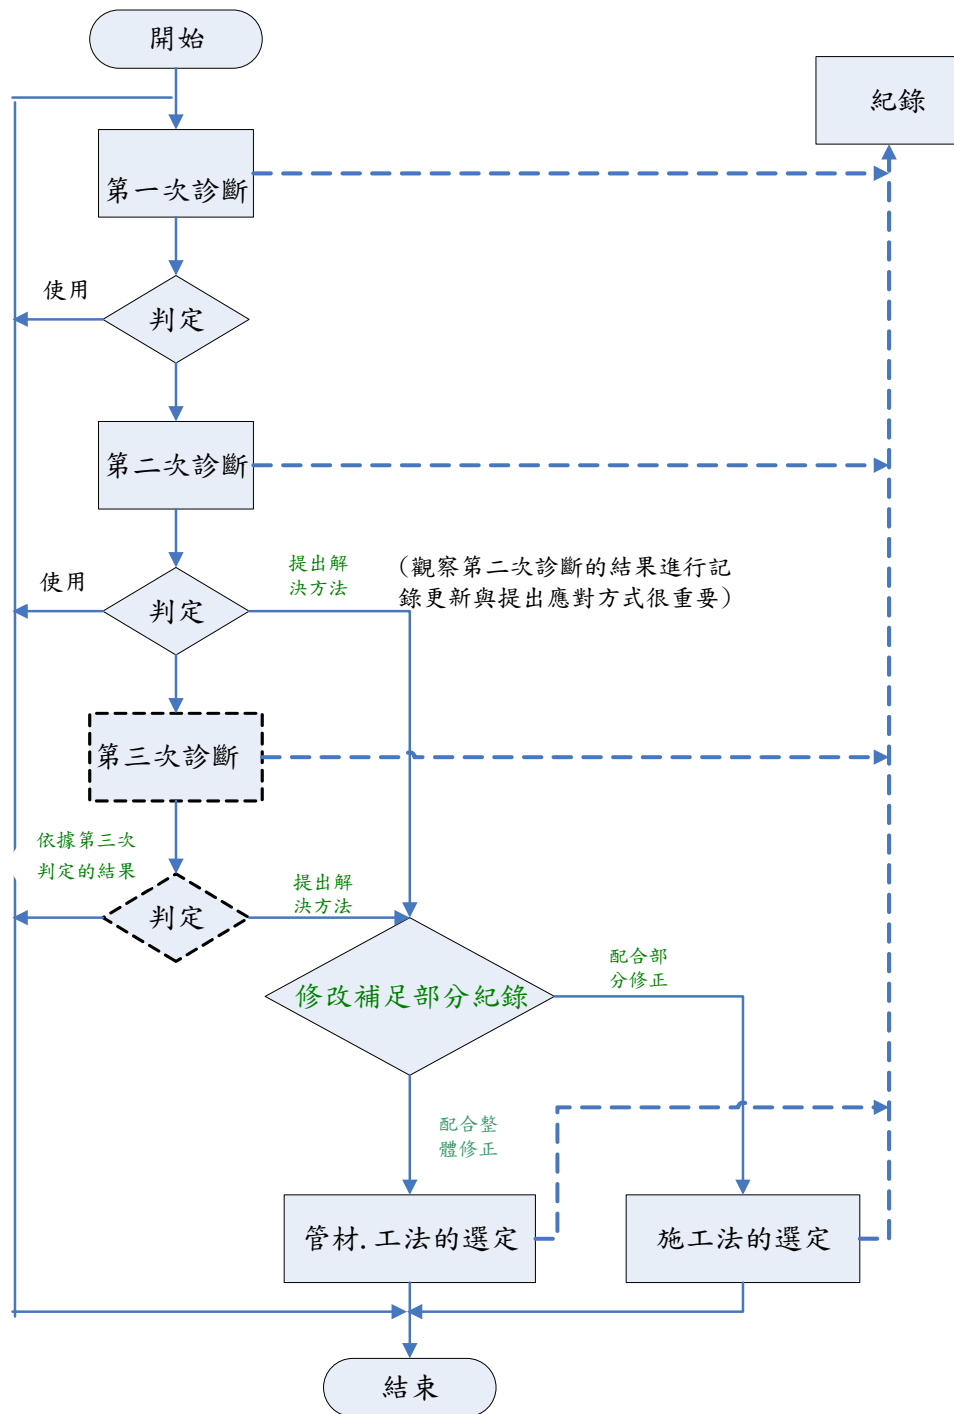 開始
紀錄
第一次診斷
使用
判定
第二次診斷
提出解
決方法
(觀察第二次診斷的結果進行記
錄更新與提出應對方式很重要)
使用
判定
第三次診斷
依據第三次
判定的結果
判定
提出解
決方法
修改補足部分紀錄
配合部
分修正
配合整
體修正
管材.工法的選定
施工法的選定
結束